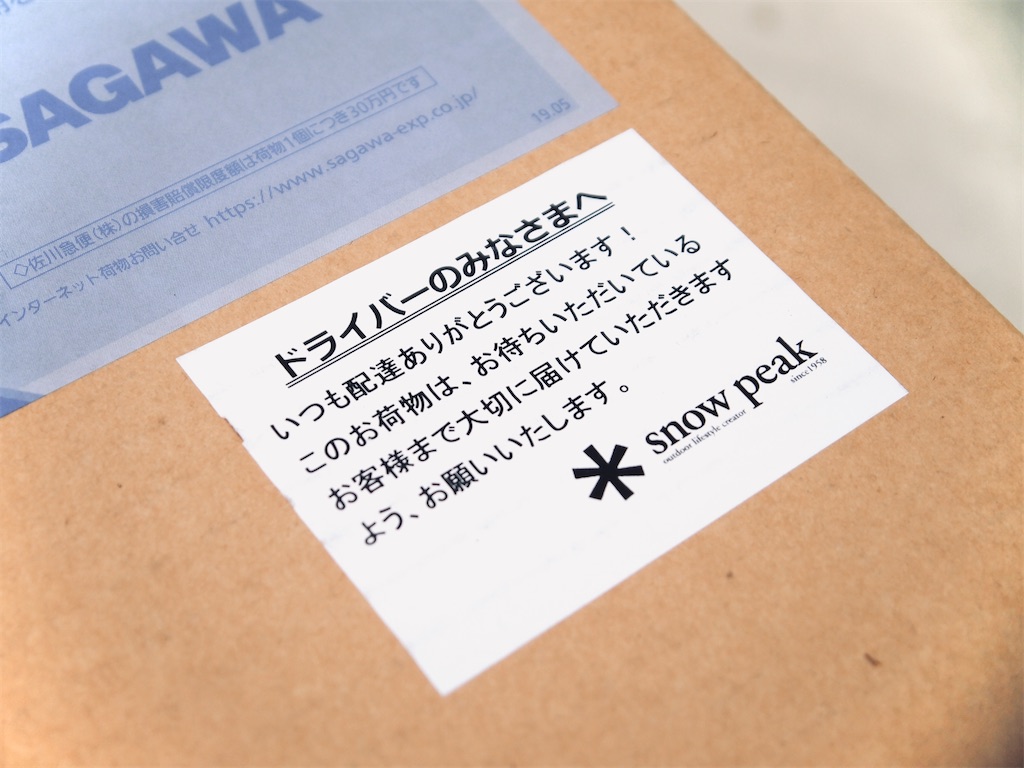 SAGAWA
◇佐川急便(株)の損害賠償限度額は荷物1個につき30万円です
インターネット荷物お問い合せ https://www.sagawa-exp.co.jp/
19.05
ドライバーのみなさまへ
いつも配達ありがとうございます！
このお荷物は、お待ちいただいている
お客様まで大切に届けていただきます
よう、お願いいたします。
snow peak
outdoor lifestyle creator
since1958